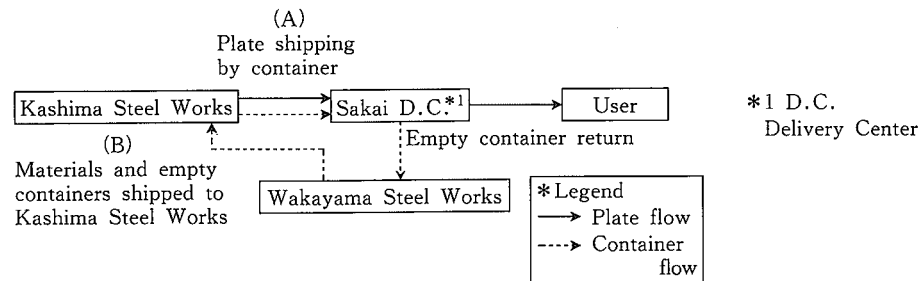 (A)
Plate shipping
by container
Kashima Steel Works
Sakai D.C.*1
User
*1 D.C.
Delivery Center
(B)
Materials and empty
containers shipped to
Kashima Steel Works
Empty container return
Wakayama Steel Works
*Legend
Plate flow
Container
flow